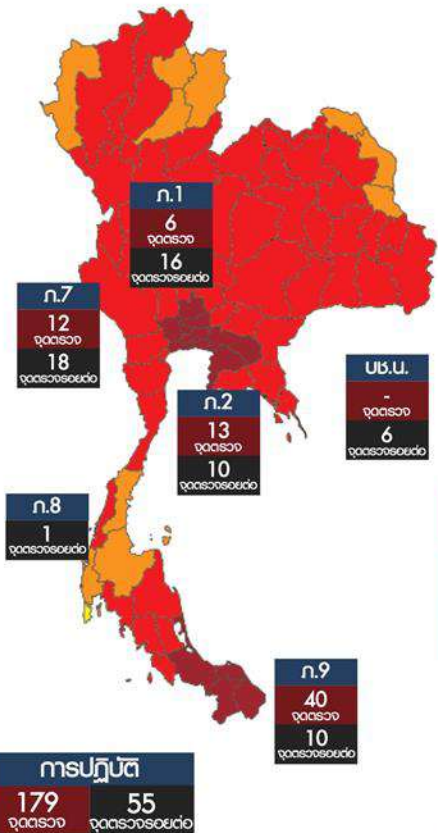 ภ.1
6
จุดตรวจ
16
จุดตรวจรอยต่อ
ภ.7
12
จุดตรวจ
18
จุดตรวจรอยต่อ
ภ.2
13
จุดตรวจ
10
จุดตรวจรอยต่อ
บช.น.
-
จุดตรวจ
6
จุดตรวจรอยต่อ
ภ.8
1
จุดตรวจรอยต่อ
ภ.9
40
จุดตรวจ
10
จุดตรวจรอยต่อ
การปฏิบัติ
179 55
จุดตรวจ จุดตรวจรอยต่อ